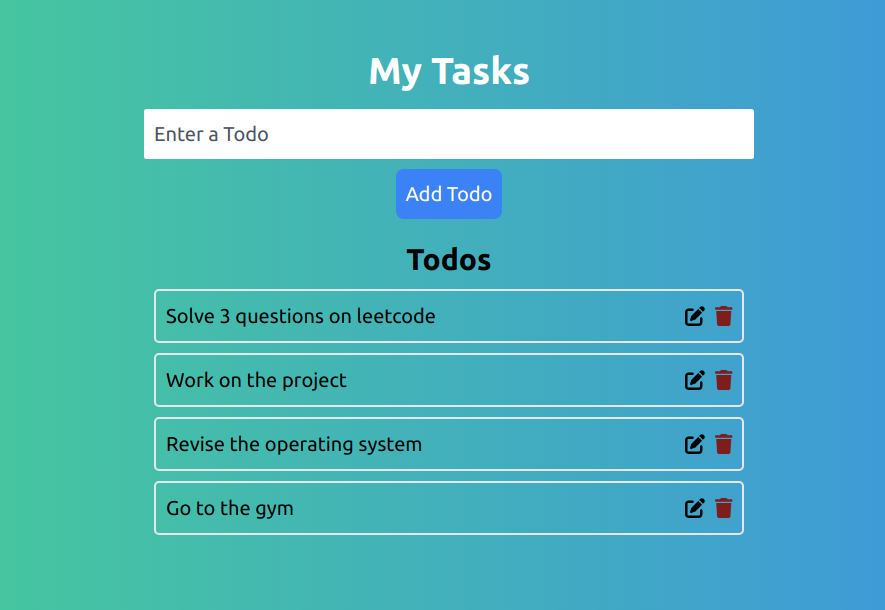 My Tasks
Enter a Todo
Add Todo
Todos
Solve 3 questions on leetcode
Work on the project
Revise the operating system
Go to the gym